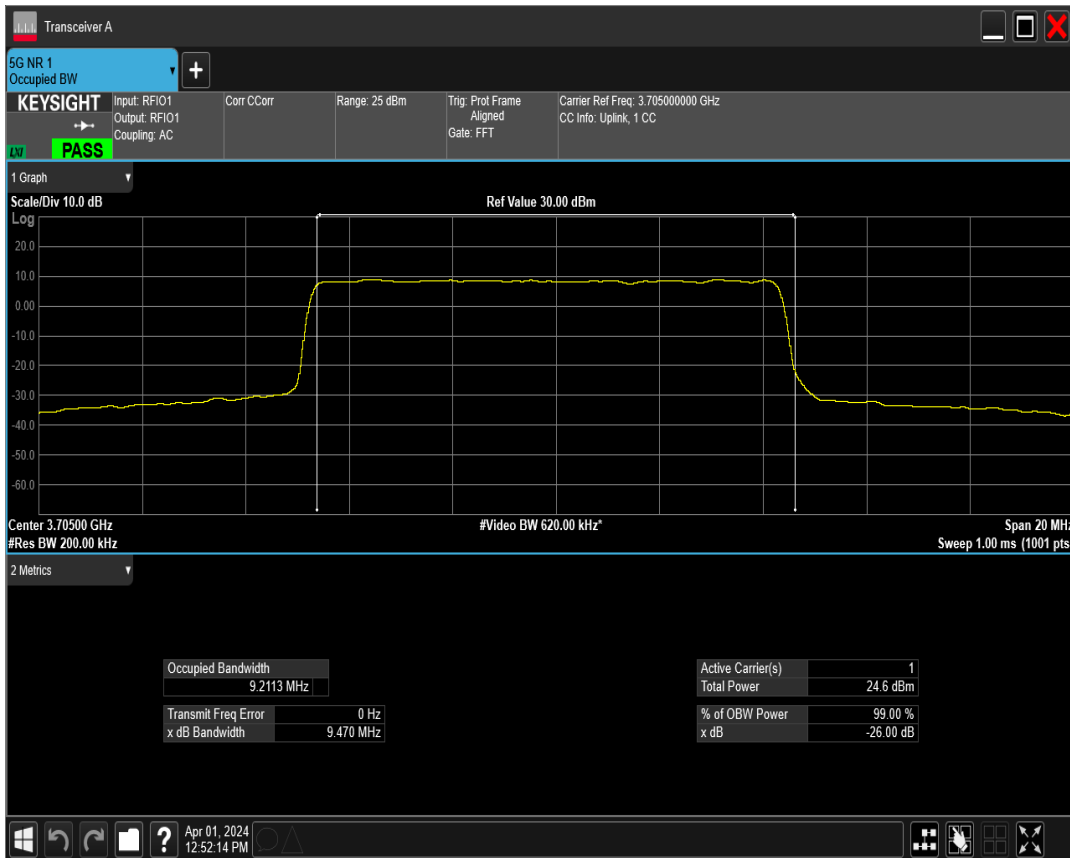 Transceiver A
5G NR 1
Occupied BW
+
KEYSIGHT
Input: RFIO1
Output: RFIO1
Coupling: AC
Corr CCorr
Range: 25 dBm
Trig: Prot Frame
Aligned
Gate: FFT
Carrier Ref Freq: 3.705000000 GHz
CC Info: Uplink, 1 CC
LXI
PASS
1 Graph
Scale/Div 10.0 dB
Ref Value 30.00 dBm
Log
20.0
10.0
0.00
-10.0
-20.0
-30.0
-40.0
-50.0
-60.0
Center 3.70500 GHz
#Video BW 620.00 kHz*
Span 20 MHz
#Res BW 200.00 kHz
Sweep 1.00 ms (1001 pts
2 Metrics
Occupied Bandwidth
9.2113 MHz
Transmit Freq Error 0 Hz
x dB Bandwidth 9.470 MHz
Active Carrier(s) 1
Total Power 24.6 dBm
% of OBW Power 99.00 %
x dB -26.00 dB
?
Apr 01, 2024
12:52:14 PM